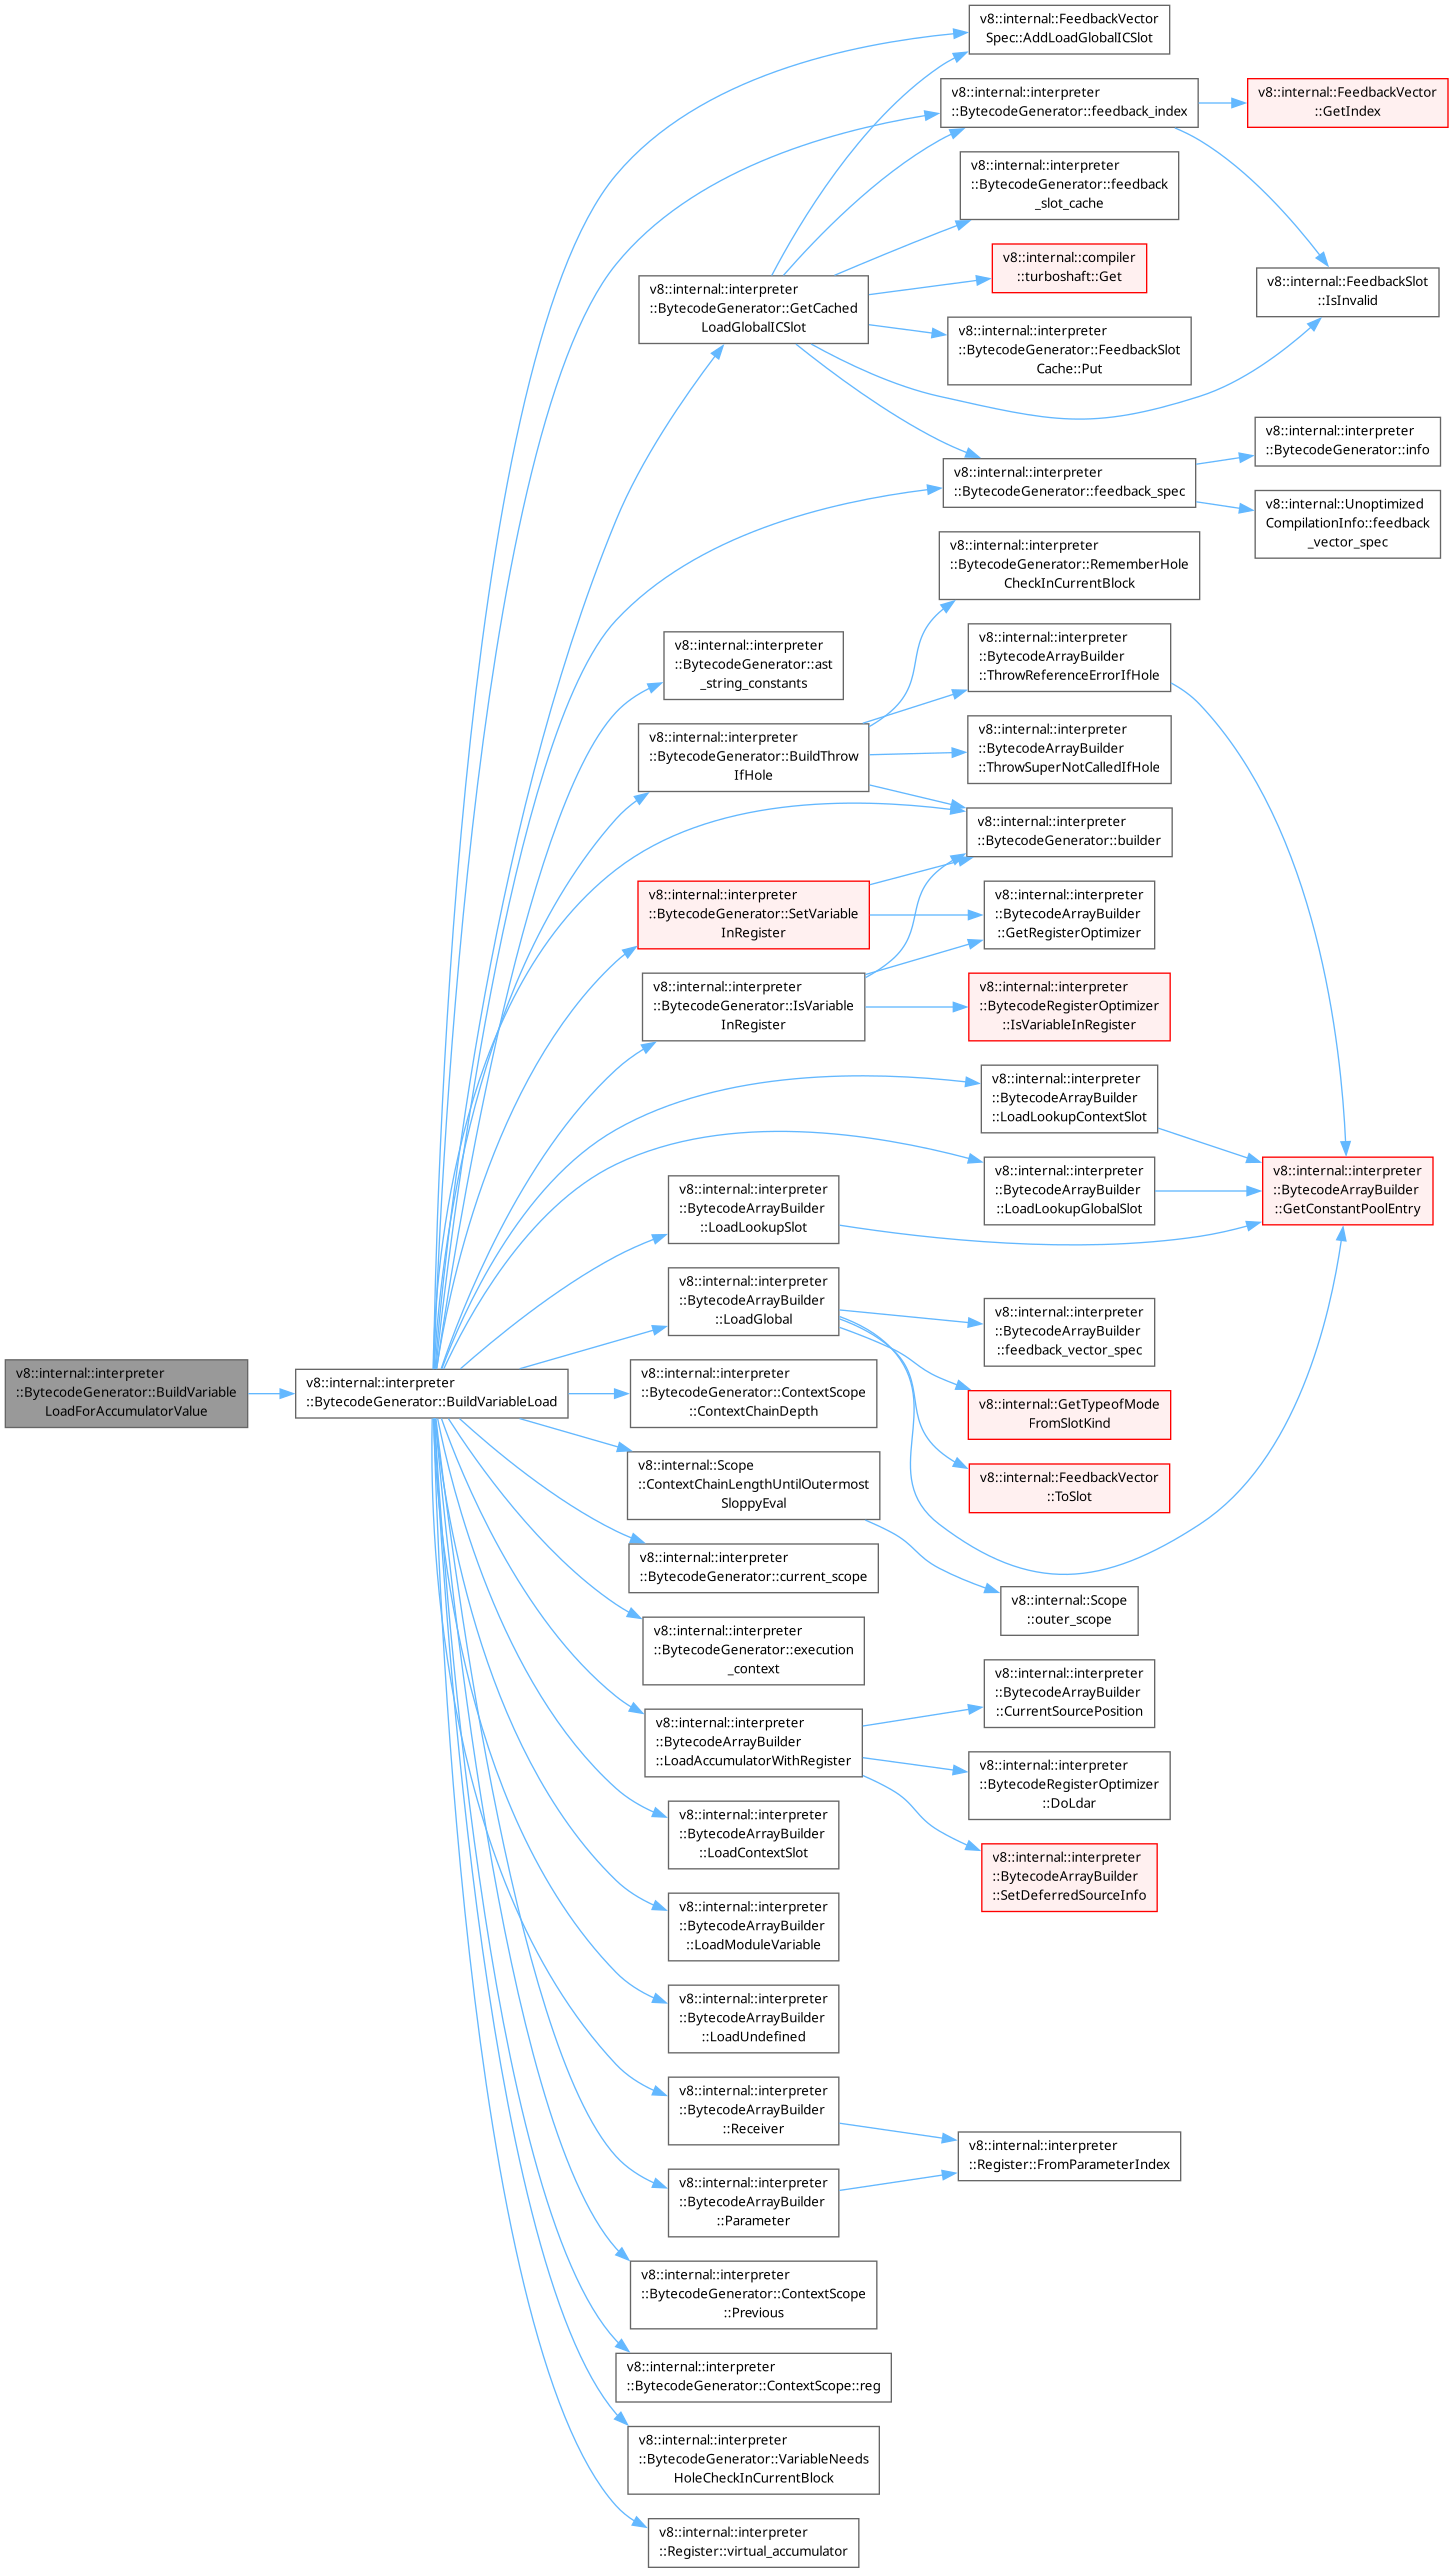 v8::internal::FeedbackVector
Spec::AddLoadGlobalICSlot
v8::internal::interpreter
::BytecodeGenerator::feedback_index
v8::internal::FeedbackVector
::GetIndex
v8::internal::interpreter
::BytecodeGenerator::feedback
_slot_cache
v8::internal::compiler
::turboshaft::Get
v8::internal::FeedbackSlot
::IsInvalid
v8::internal::interpreter
::BytecodeGenerator::GetCached
LoadGlobalICSlot
v8::internal::interpreter
::BytecodeGenerator::FeedbackSlot
Cache::Put
v8::internal::interpreter
::BytecodeGenerator::info
v8::internal::interpreter
::BytecodeGenerator::feedback_spec
v8::internal::Unoptimized
CompilationInfo::feedback
_vector_spec
v8::internal::interpreter
::BytecodeGenerator::RememberHole
CheckInCurrentBlock
v8::internal::interpreter
::BytecodeGenerator::ast
_string_constants
v8::internal::interpreter
::BytecodeArrayBuilder
::ThrowReferenceErrorIfHole
v8::internal::interpreter
::BytecodeGenerator::BuildThrow
IfHole
v8::internal::interpreter
::BytecodeArrayBuilder
::ThrowSuperNotCalledIfHole
v8::internal::interpreter
::BytecodeGenerator::builder
v8::internal::interpreter
::BytecodeGenerator::SetVariable
InRegister
v8::internal::interpreter
::BytecodeArrayBuilder
::GetRegisterOptimizer
v8::internal::interpreter
::BytecodeGenerator::IsVariable
InRegister
v8::internal::interpreter
::BytecodeRegisterOptimizer
::IsVariableInRegister
v8::internal::interpreter
::BytecodeArrayBuilder
::LoadLookupContextSlot
v8::internal::interpreter
::BytecodeArrayBuilder
::LoadLookupGlobalSlot
v8::internal::interpreter
::BytecodeArrayBuilder
::GetConstantPoolEntry
v8::internal::interpreter
::BytecodeArrayBuilder
::LoadLookupSlot
v8::internal::interpreter
::BytecodeArrayBuilder
::LoadGlobal
v8::internal::interpreter
::BytecodeArrayBuilder
::feedback_vector_spec
v8::internal::interpreter
::BytecodeGenerator::BuildVariable
LoadForAccumulatorValue
v8::internal::interpreter
::BytecodeGenerator::BuildVariableLoad
v8::internal::interpreter
::BytecodeGenerator::ContextScope
::ContextChainDepth
v8::internal::GetTypeofMode
FromSlotKind
v8::internal::Scope
::ContextChainLengthUntilOutermost
SloppyEval
v8::internal::FeedbackVector
::ToSlot
v8::internal::interpreter
::BytecodeGenerator::current_scope
v8::internal::Scope
::outer_scope
v8::internal::interpreter
::BytecodeGenerator::execution
_context
v8::internal::interpreter
::BytecodeArrayBuilder
::CurrentSourcePosition
v8::internal::interpreter
::BytecodeArrayBuilder
::LoadAccumulatorWithRegister
v8::internal::interpreter
::BytecodeRegisterOptimizer
::DoLdar
v8::internal::interpreter
::BytecodeArrayBuilder
::LoadContextSlot
v8::internal::interpreter
::BytecodeArrayBuilder
::SetDeferredSourceInfo
v8::internal::interpreter
::BytecodeArrayBuilder
::LoadModuleVariable
v8::internal::interpreter
::BytecodeArrayBuilder
::LoadUndefined
v8::internal::interpreter
::BytecodeArrayBuilder
::Receiver
v8::internal::interpreter
::Register::FromParameterIndex
v8::internal::interpreter
::BytecodeArrayBuilder
::Parameter
v8::internal::interpreter
::BytecodeGenerator::ContextScope
::Previous
v8::internal::interpreter
::BytecodeGenerator::ContextScope::reg
v8::internal::interpreter
::BytecodeGenerator::VariableNeeds
HoleCheckInCurrentBlock
v8::internal::interpreter
::Register::virtual_accumulator